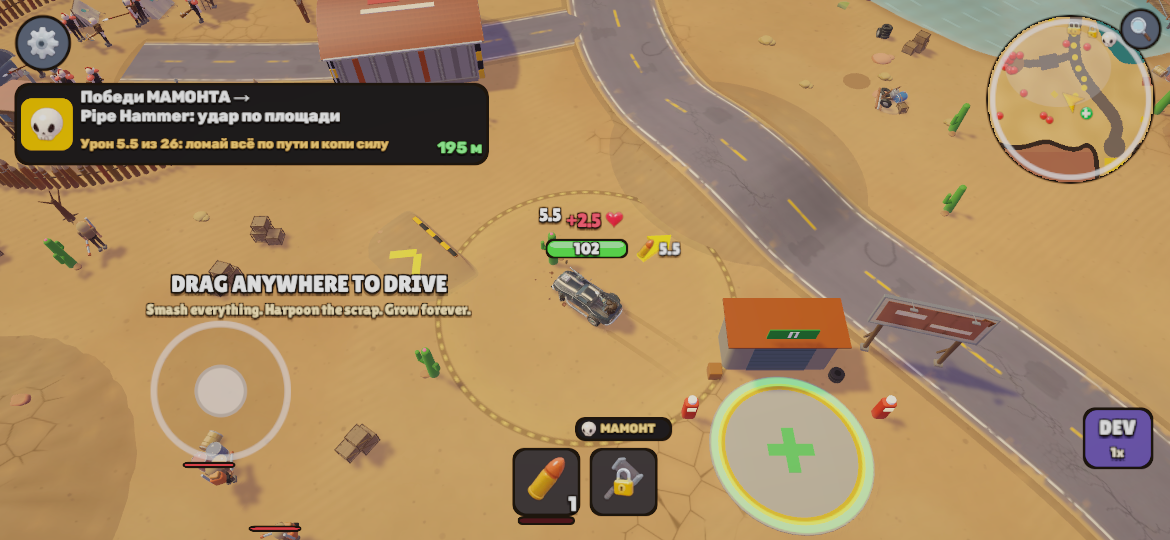 Победи МАМОНТА →
Pipe Hammer: удар по площади
Урон 5.5 из 26: ломай всё по пути и копи силу
195 м
5.5 +2.5
102
5.5
DRAG ANYWHERE TO DRIVE
Smash everything. Harpoon the scrap. Grow forever.
МАМОНТ
1
DEV
1x